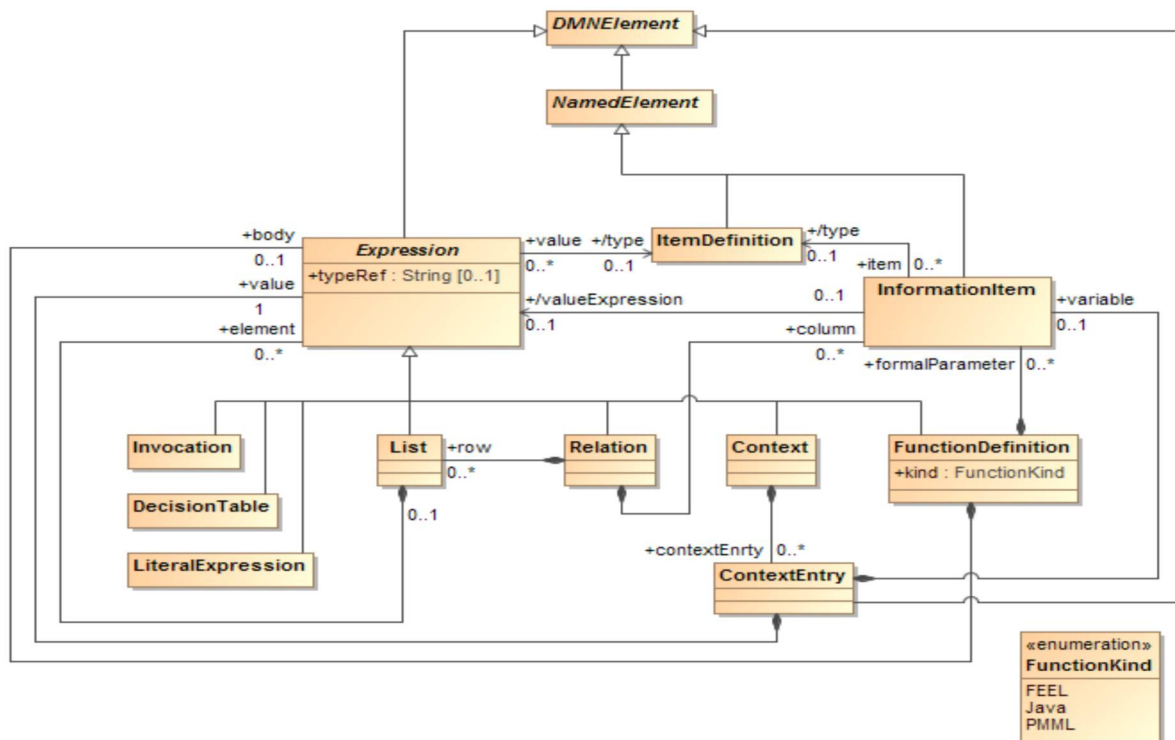 DMNElement
NamedElement
+body
0..1
+value
1
+element
0..*
Expression
+typeRef : String [0..1]
+value
0..*
+/type
0..1
ItemDefinition
+/type
0..1
+item
0..*
+/valueExpression
0..1
0..1
InformationItem
+variable
0..1
+column
0..*
+formalParameter
0..*
Invocation
DecisionTable
LiteralExpression
List
0..1
+row
0..*
Relation
Context
FunctionDefinition
+kind : FunctionKind
+contextEnrty
0..*
ContextEntry
«enumeration»
FunctionKind
FEEL
Java
PMML